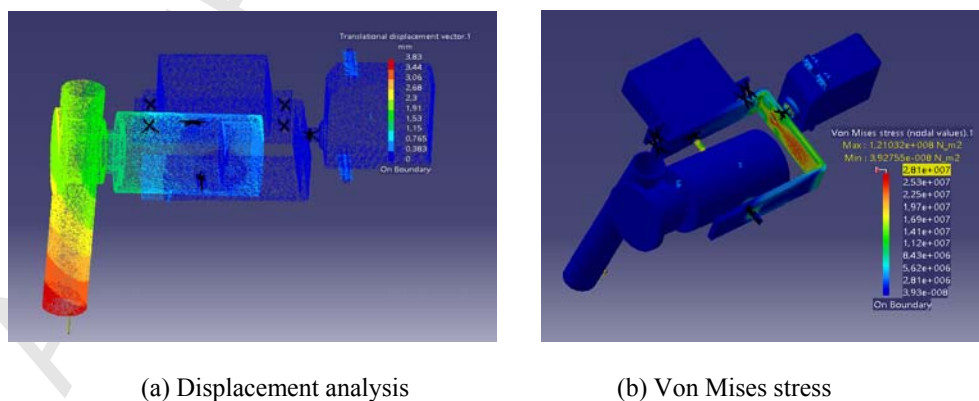 Translational displacement vector.1
mm
3,83
3,44
3,06
2,68
2,3
1,91
1,53
1,15
0,765
0,383
0
On Boundary
Von Mises stress (nodal values).1
Max : 1,21032e+008 N_m2
Min : 3,92755e-008 N_m2
2.81e+007
2.53e+007
2.25e+007
1.97e+007
1.69e+007
1.41e+007
1.12e+007
8.43e+006
5.62e+006
2.81e+006
3.93e-008
On Boundary
(a) Displacement analysis
(b) Von Mises stress